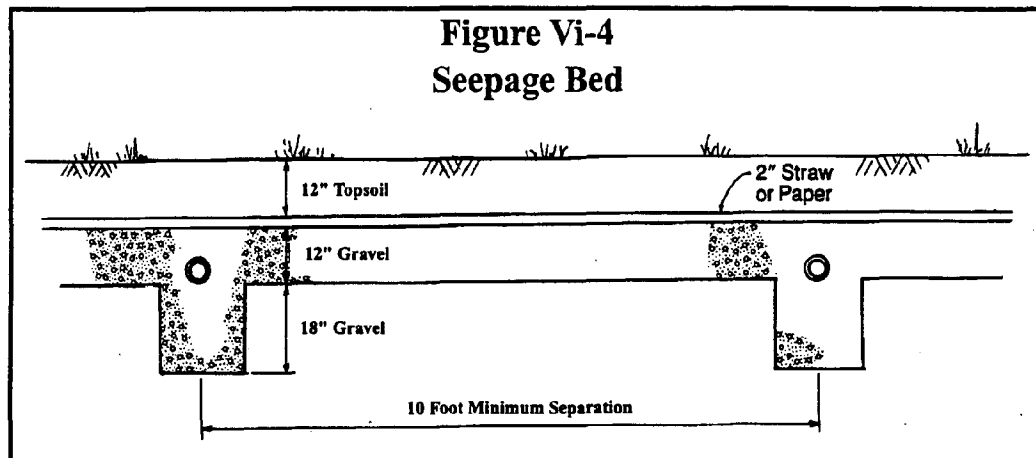 Figure Vi-4
Seepage Bed
12" Topsoil
2" Straw
or Paper
12" Gravel
18" Gravel
10 Foot Minimum Separation